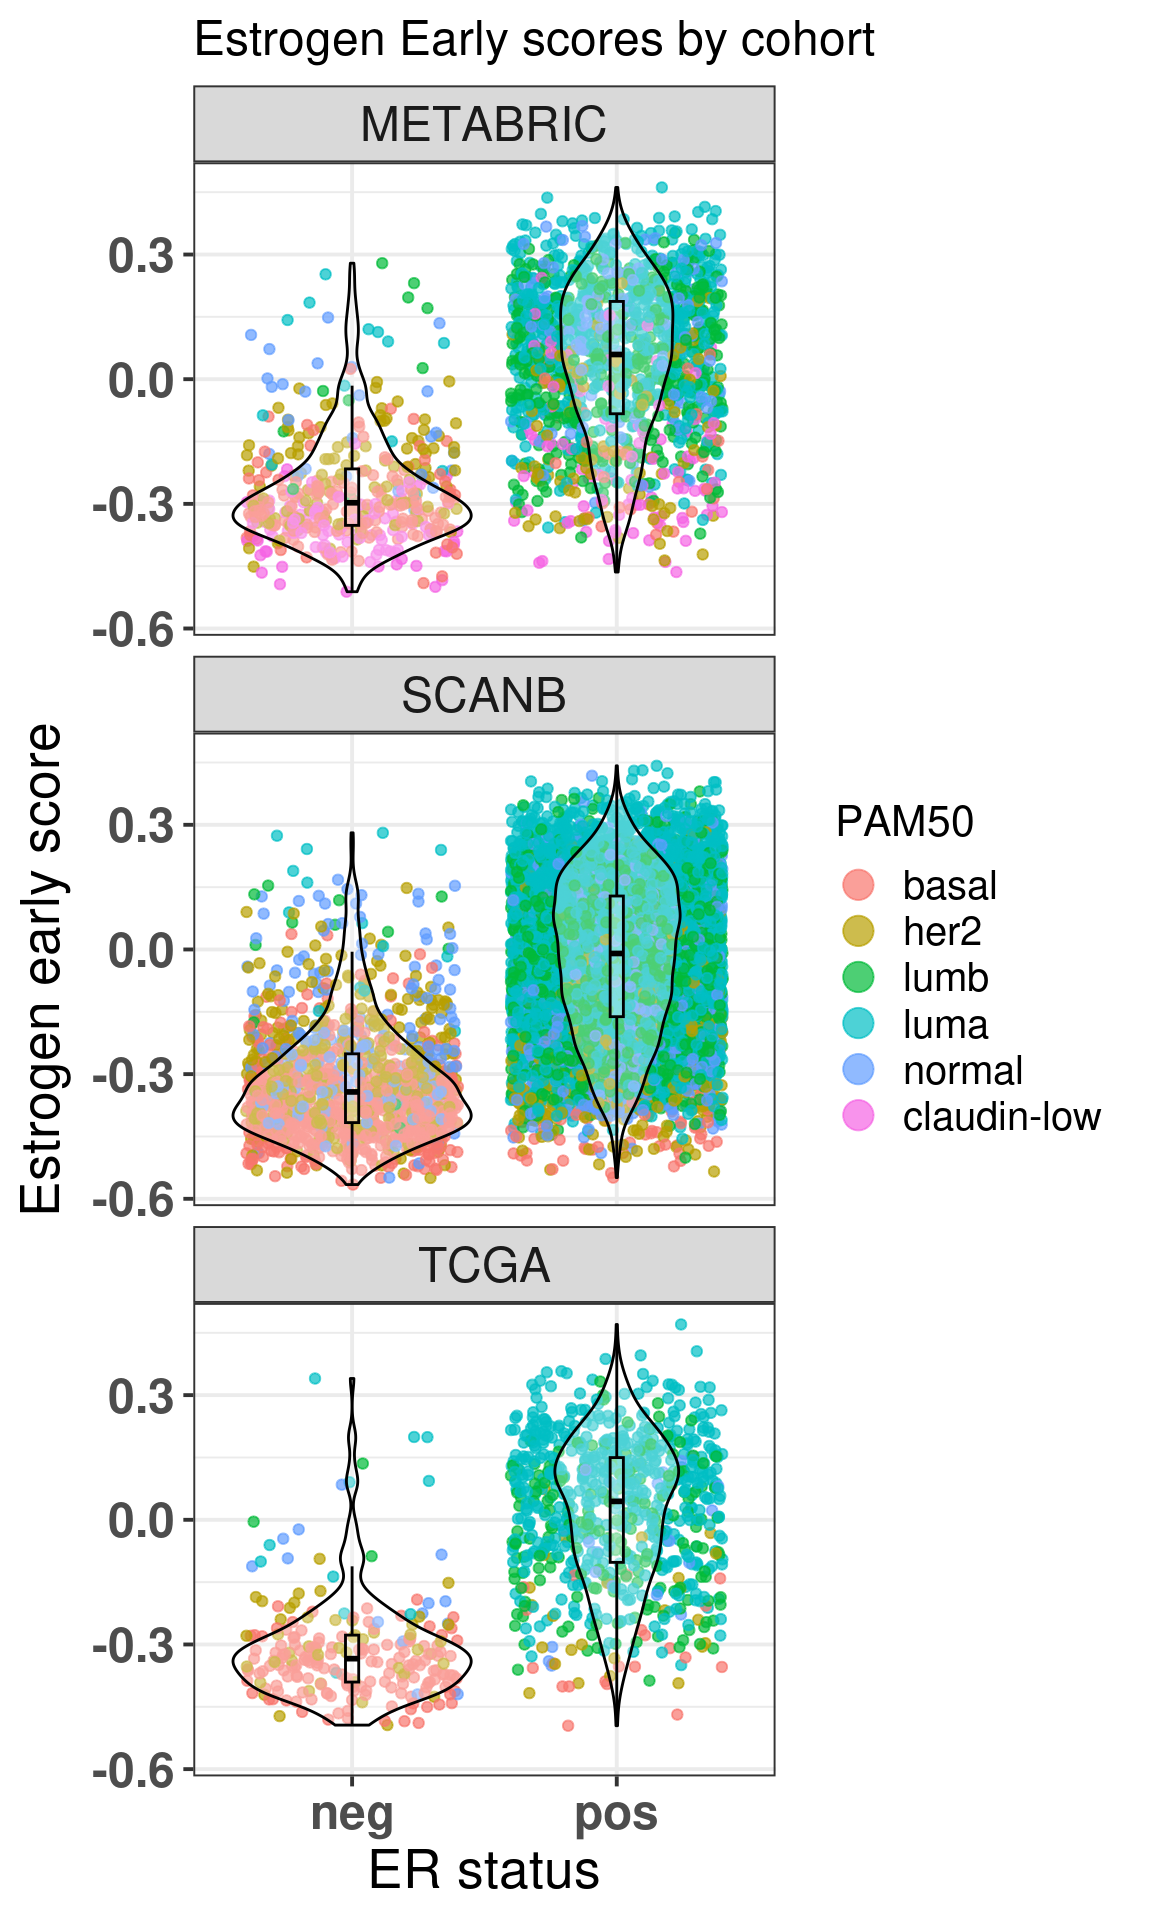 Estrogen Early scores by cohort
METABRIC
0.3
0.0
-0.3
-0.6
SCANB
0.3
0.0
-0.3
-0.6
TCGA
0.3
0.0
-0.3
-0.6
neg pos
ER status
Estrogen early score
PAM50
basal
her2
lumb
luma
normal
claudin-low